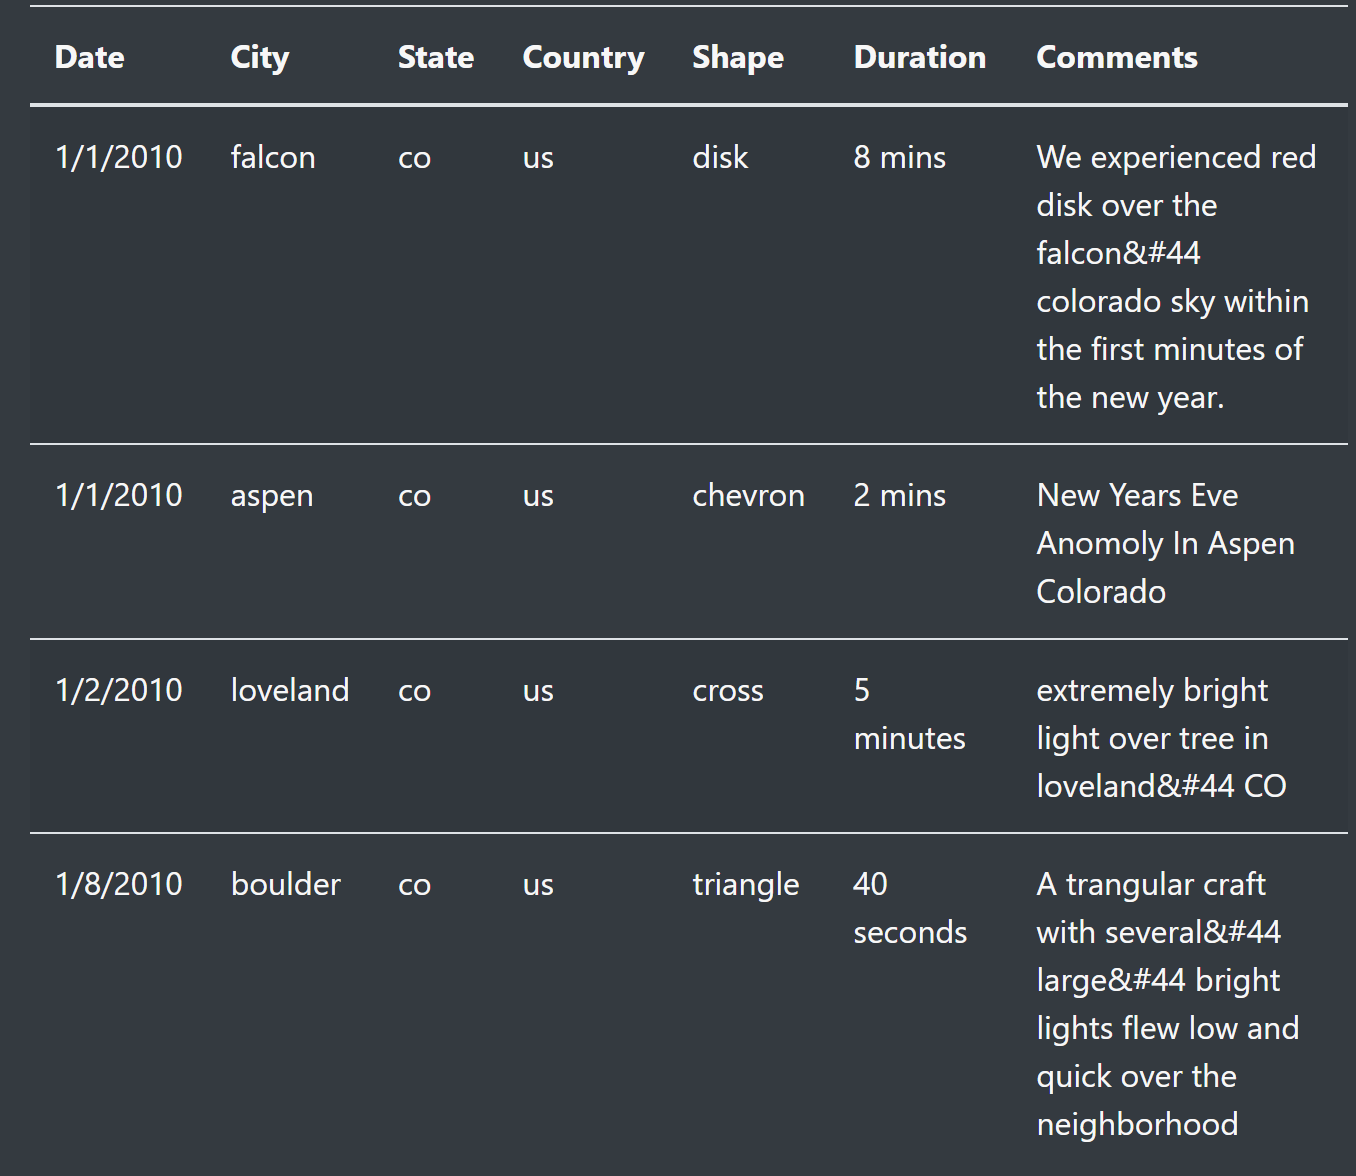 Date City State Country Shape Duration Comments
1/1/2010 falcon co us disk 8 mins We experienced red
disk over the
falcon&#44
colorado sky within
the first minutes of
the new year.
1/1/2010 aspen co us chevron 2 mins New Years Eve
Anomoly In Aspen
Colorado
1/2/2010 loveland co us cross 5 extremely bright
minutes light over tree in
loveland&#44 CO
1/8/2010 boulder co us triangle 40 A trangular craft
seconds with several&#44
large&#44 bright
lights flew low and
quick over the
neighborhood